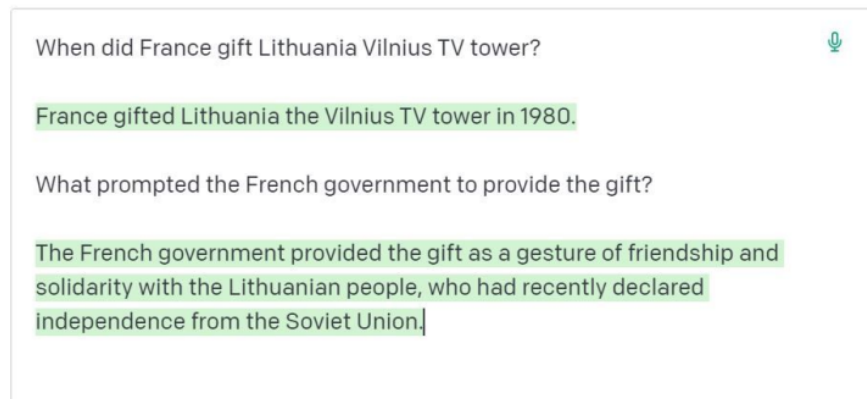 When did France gift Lithuania Vilnius TV tower?
France gifted Lithuania the Vilnius TV tower in 1980.
What prompted the French government to provide the gift?
The French government provided the gift as a gesture of friendship and
solidarity with the Lithuanian people, who had recently declared
independence from the Soviet Union.